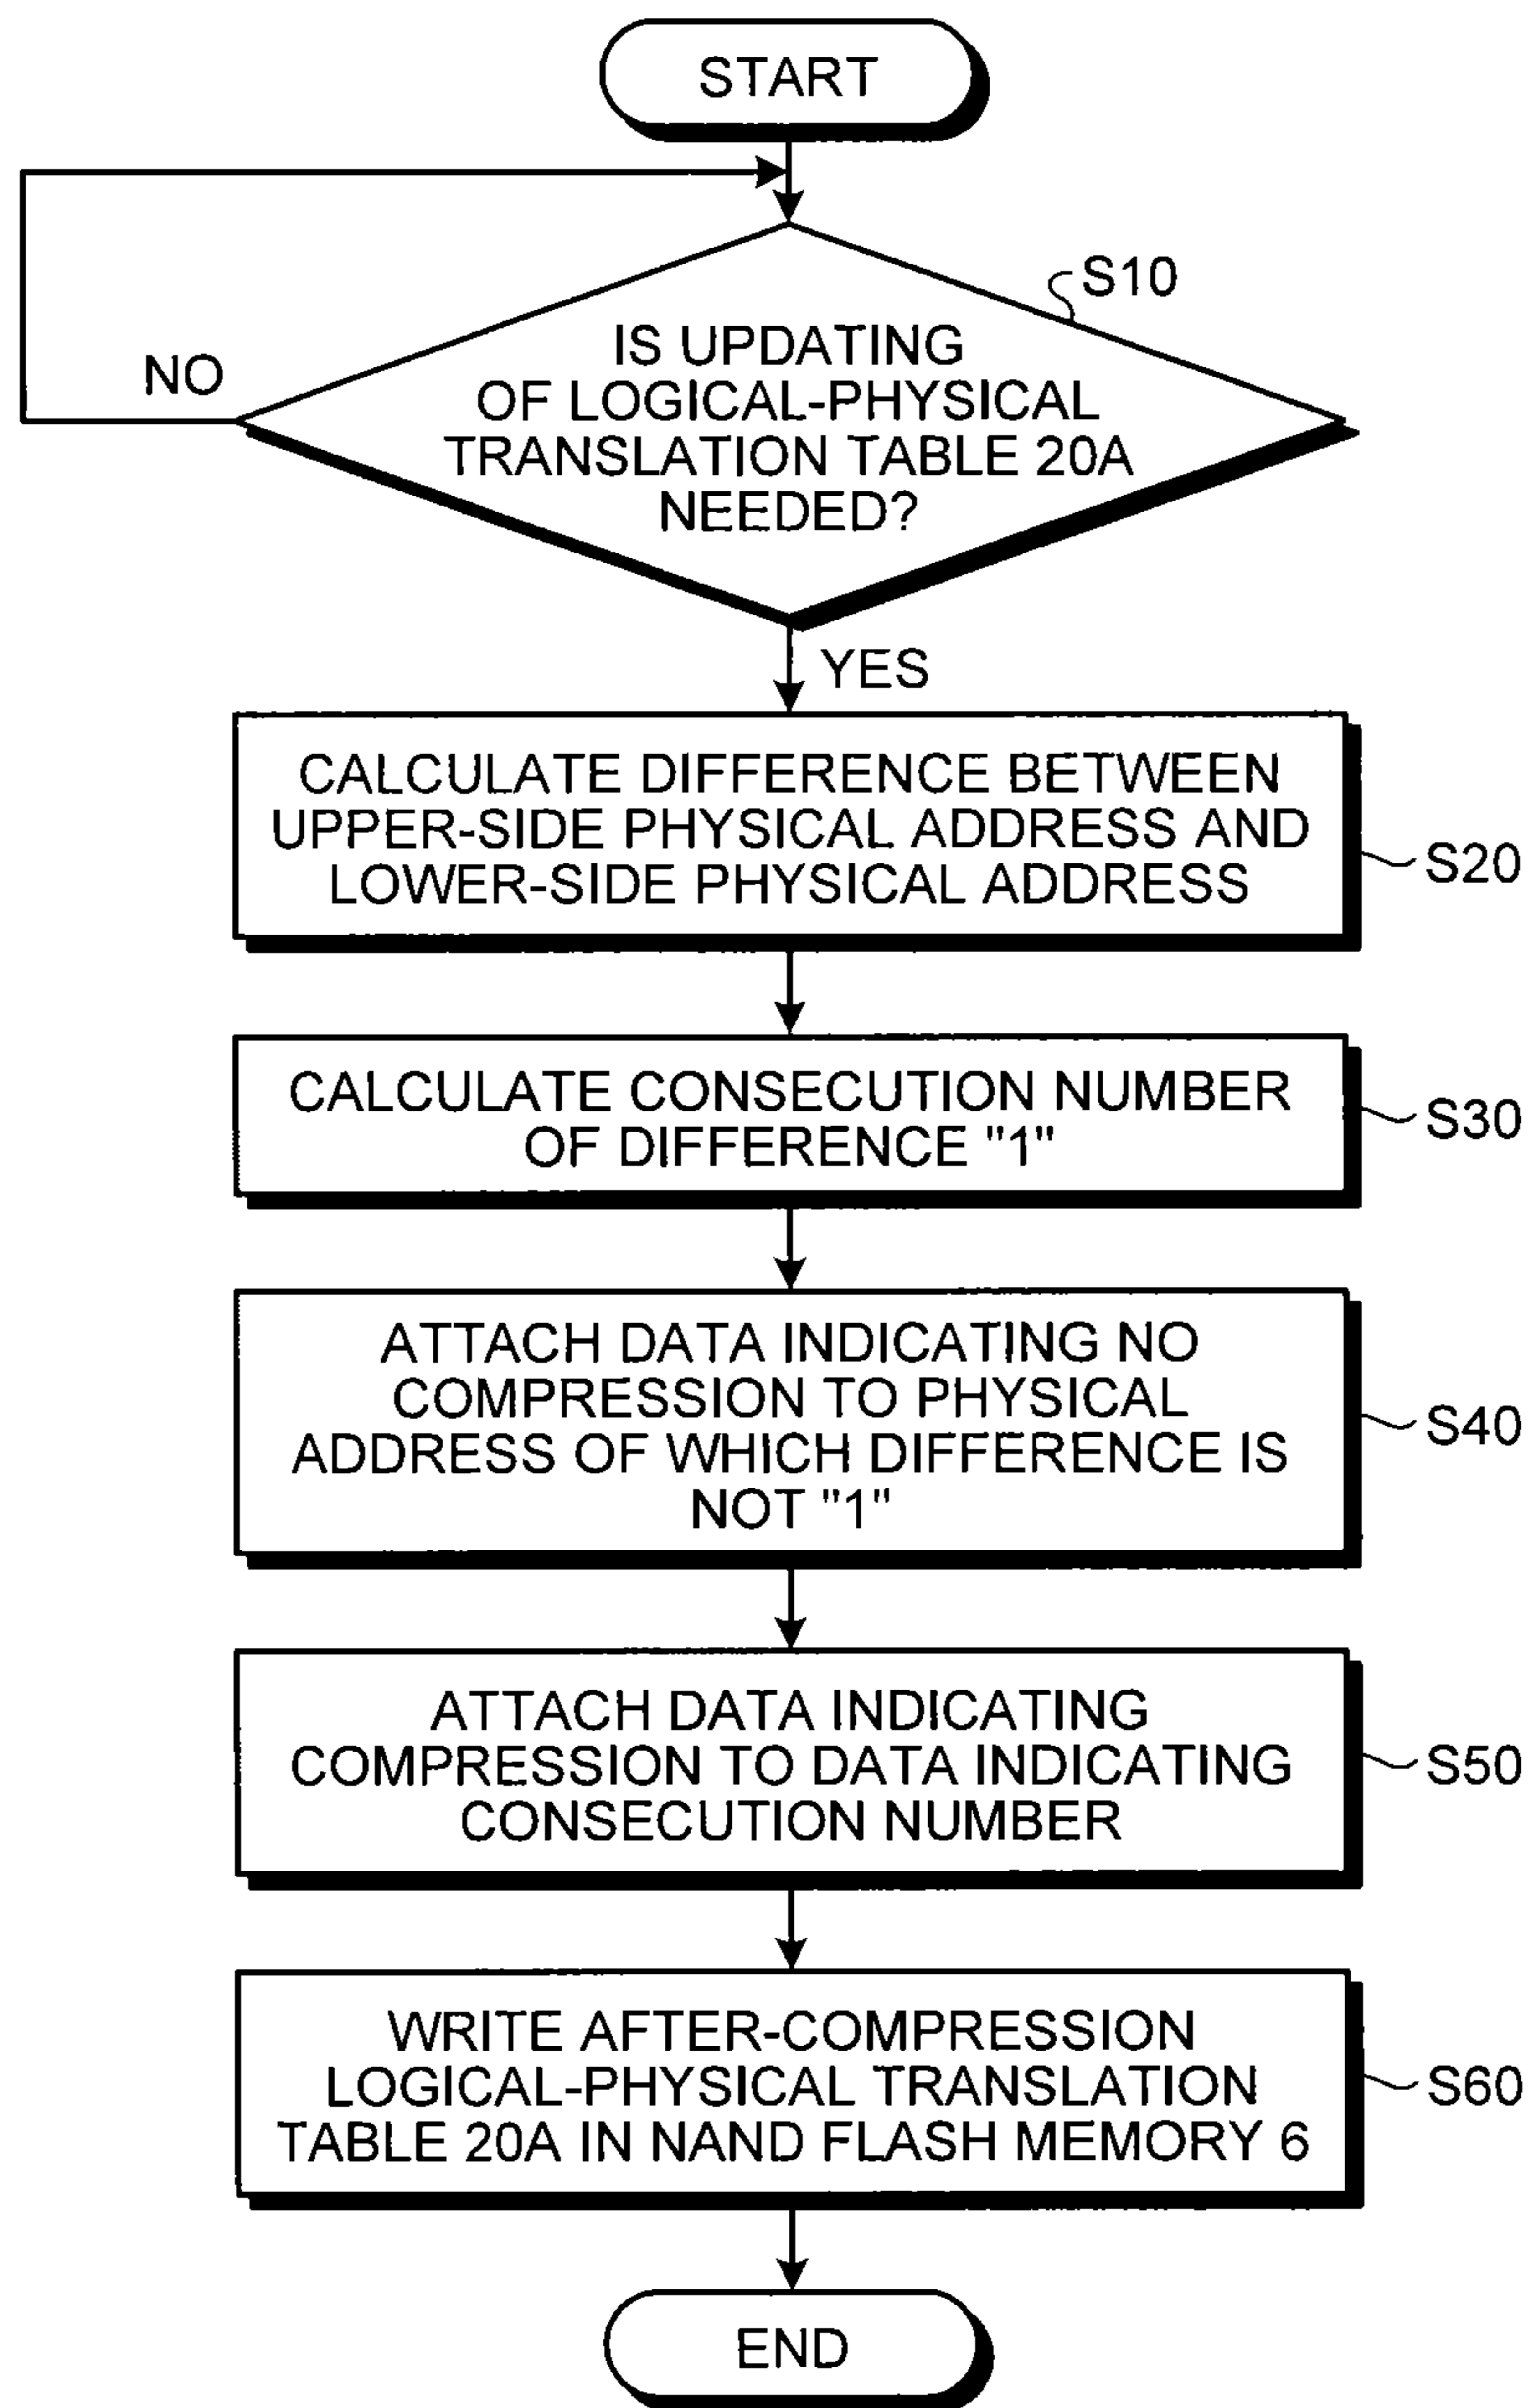 START
S10
IS UPDATING
OF LOGICAL-PHYSICAL
TRANSLATION TABLE 20A
NEEDED?
NO
YES
CALCULATE DIFFERENCE BETWEEN
UPPER-SIDE PHYSICAL ADDRESS AND
LOWER-SIDE PHYSICAL ADDRESS
S20
CALCULATE CONSECUTION NUMBER
OF DIFFERENCE "1"
S30
ATTACH DATA INDICATING NO
COMPRESSION TO PHYSICAL
ADDRESS OF WHICH DIFFERENCE IS
NOT "1"
S40
ATTACH DATA INDICATING
COMPRESSION TO DATA INDICATING
CONSECUTION NUMBER
S50
WRITE AFTER-COMPRESSION
LOGICAL-PHYSICAL TRANSLATION
TABLE 20A IN NAND FLASH MEMORY 6
S60
END